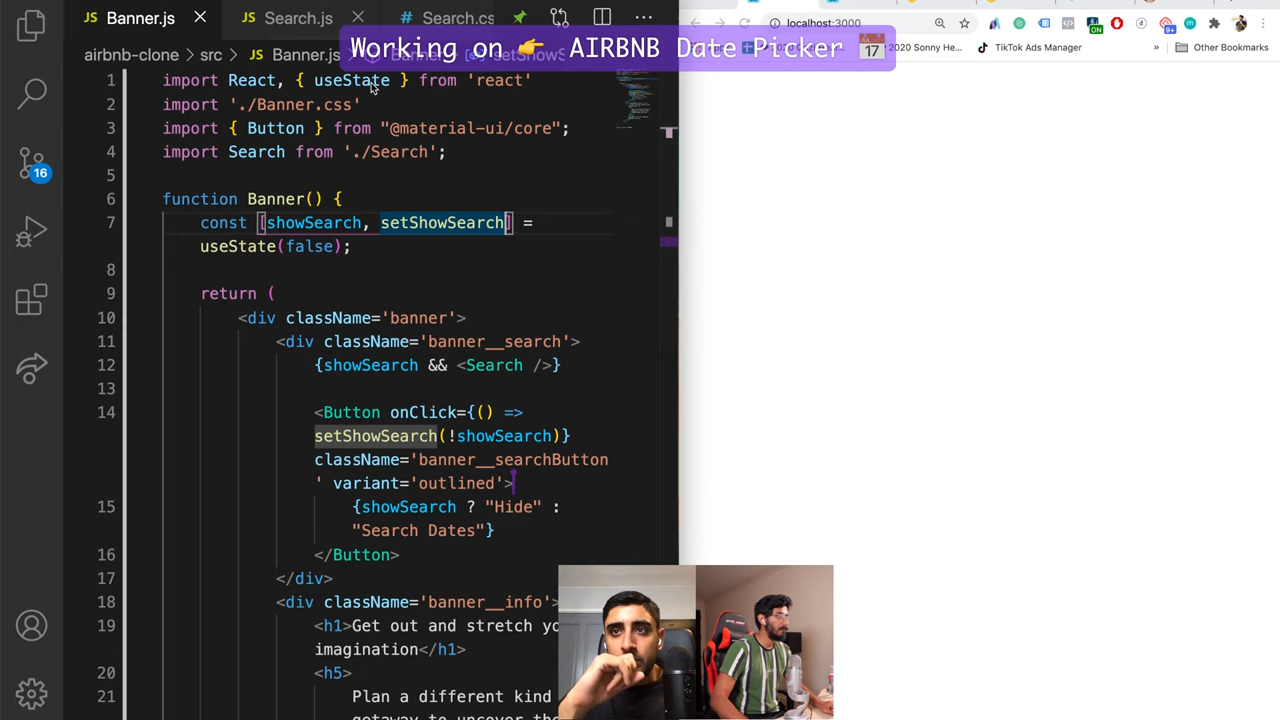 Banner.js
Search.js
Search.cs
localhost:3000
Working on 👉 AIRBNB Date Picker 📅
2020 Sonny He...
TikTok Ads Manager
»
Other Bookmarks
airbnb-clone > src > JS Banner.js
1 import React, { useState } from 'react'
2 import './Banner.css'
3 import { Button } from "@material-ui/core";
4 import Search from './Search';
5
6 function Banner() {
7 const [showSearch, setShowSearch] =
useState(false);
8
9 return (
10 <div className='banner'>
11 <div className='banner__search'>
12 {showSearch && <Search />}
13
14 <Button onClick={() =>
setShowSearch(!showSearch)}
className='banner__searchButton
' variant='outlined'>
15 {showSearch ? "Hide" :
"Search Dates"}
16 </Button>
17 </div>
18 <div className='banner__info'>
19 <h1>Get out and stretch yo
imagination</h1>
20 <h5>
21 Plan a different kind
getaway to uncover the
16